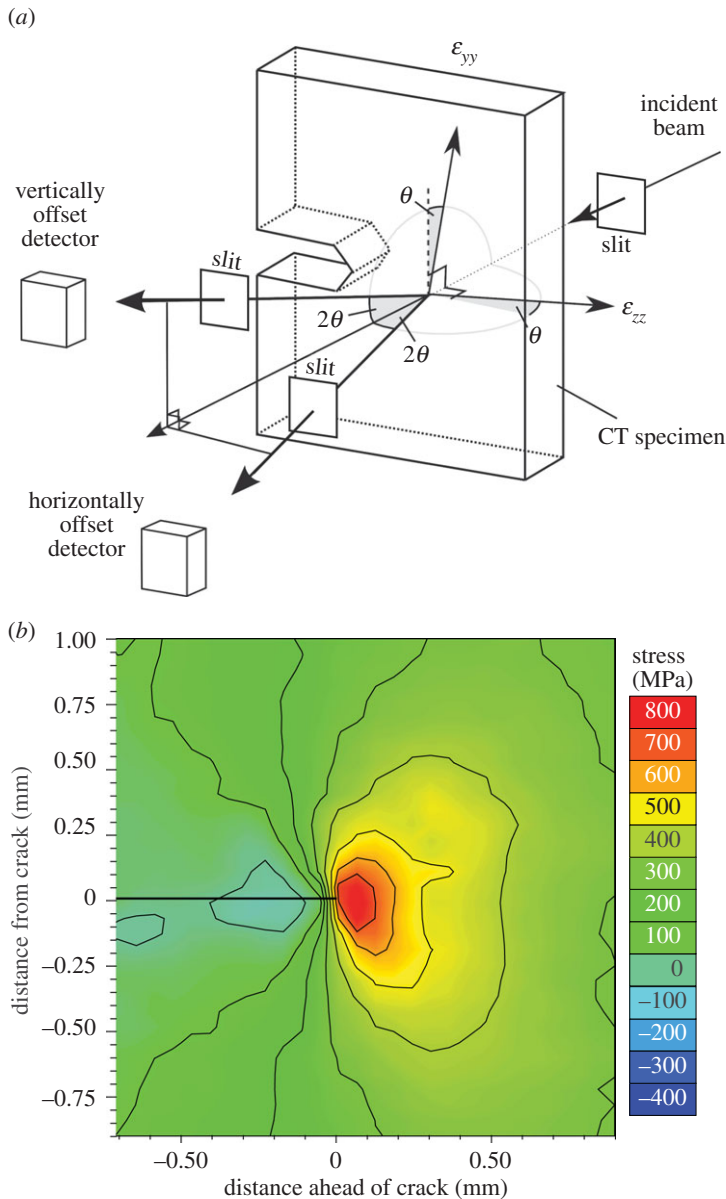 (a)
εyy
incident
beam
slit
vertically
offset
detector
slit
θ
2θ
2θ
θ
εzz
slit
CT specimen
horizontally
offset
detector
(b)
stress
(MPa)
800
700
600
500
400
300
200
100
0
–100
–200
–300
–400
1.00
0.75
0.50
0.25
0
–0.25
–0.50
–0.75
distance from crack (mm)
–0.50
0
0.50
distance ahead of crack (mm)